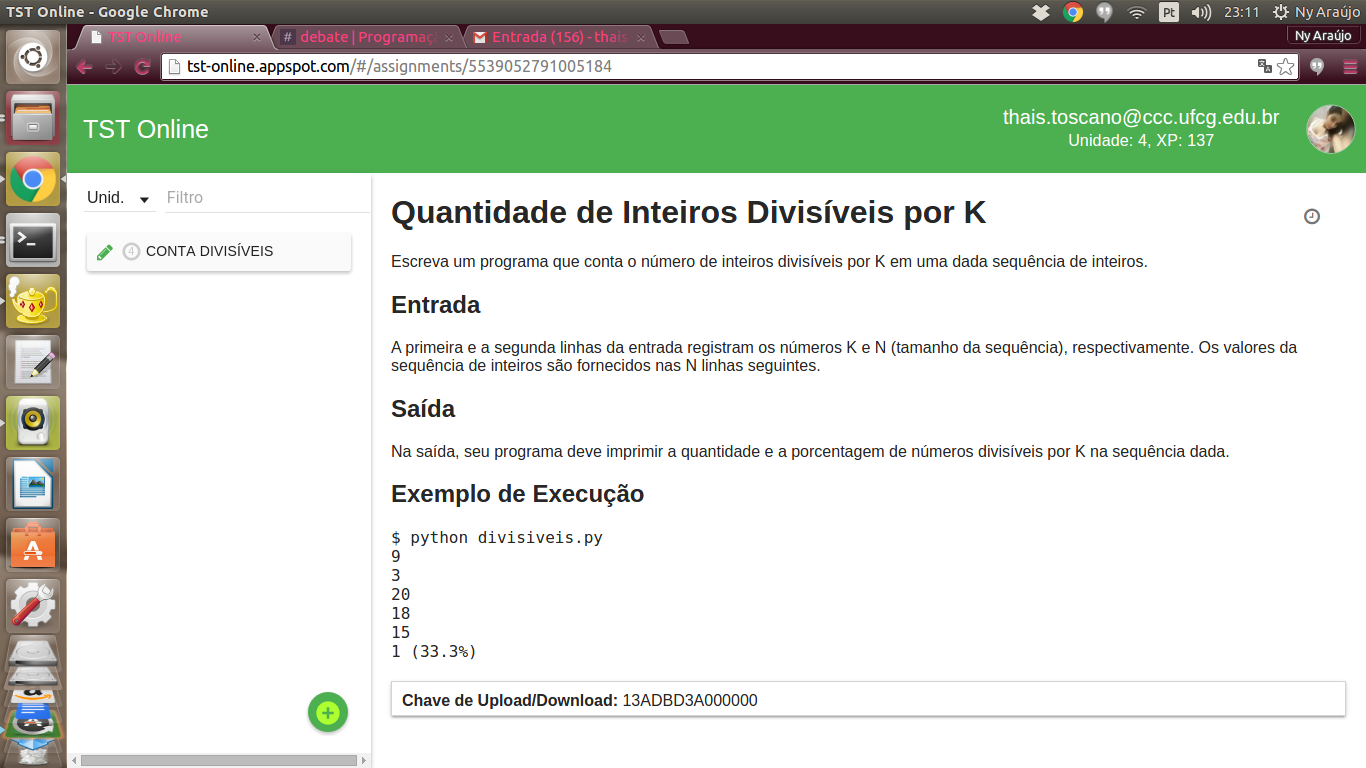 TST Online - Google Chrome
Pt
23:11
Ny Araújo
TST Online
# debate | Programaç
Entrada (156) - thais
Ny Araújo
tst-online.appspot.com/#/assignments/5539052791005184
TST Online
thais.toscano@ccc.ufcg.edu.br
Unidade: 4, XP: 137
Unid.
Filtro
4 CONTA DIVISÍVEIS
Quantidade de Inteiros Divisíveis por K
Escreva um programa que conta o número de inteiros divisíveis por K em uma dada sequência de inteiros.
Entrada
A primeira e a segunda linhas da entrada registram os números K e N (tamanho da sequência), respectivamente. Os valores da
sequência de inteiros são fornecidos nas N linhas seguintes.
Saída
Na saída, seu programa deve imprimir a quantidade e a porcentagem de números divisíveis por K na sequência dada.
Exemplo de Execução
$ python divisiveis.py
9
3
20
18
15
1 (33.3%)
Chave de Upload/Download: 13ADBD3A000000